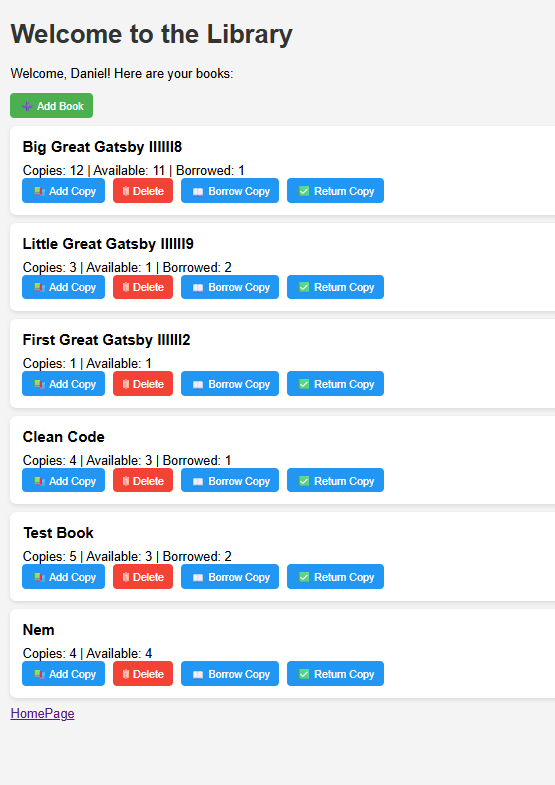 Welcome to the Library
Welcome, Daniel! Here are your books:
Add Book
Big Great Gatsby IIIIII8
Copies: 12 | Available: 11 | Borrowed: 1
Add Copy Delete Borrow Copy Return Copy
Little Great Gatsby IIIIII9
Copies: 3 | Available: 1 | Borrowed: 2
Add Copy Delete Borrow Copy Return Copy
First Great Gatsby IIIIII2
Copies: 1 | Available: 1
Add Copy Delete Borrow Copy Return Copy
Clean Code
Copies: 4 | Available: 3 | Borrowed: 1
Add Copy Delete Borrow Copy Return Copy
Test Book
Copies: 5 | Available: 3 | Borrowed: 2
Add Copy Delete Borrow Copy Return Copy
Nem
Copies: 4 | Available: 4
Add Copy Delete Borrow Copy Return Copy
HomePage